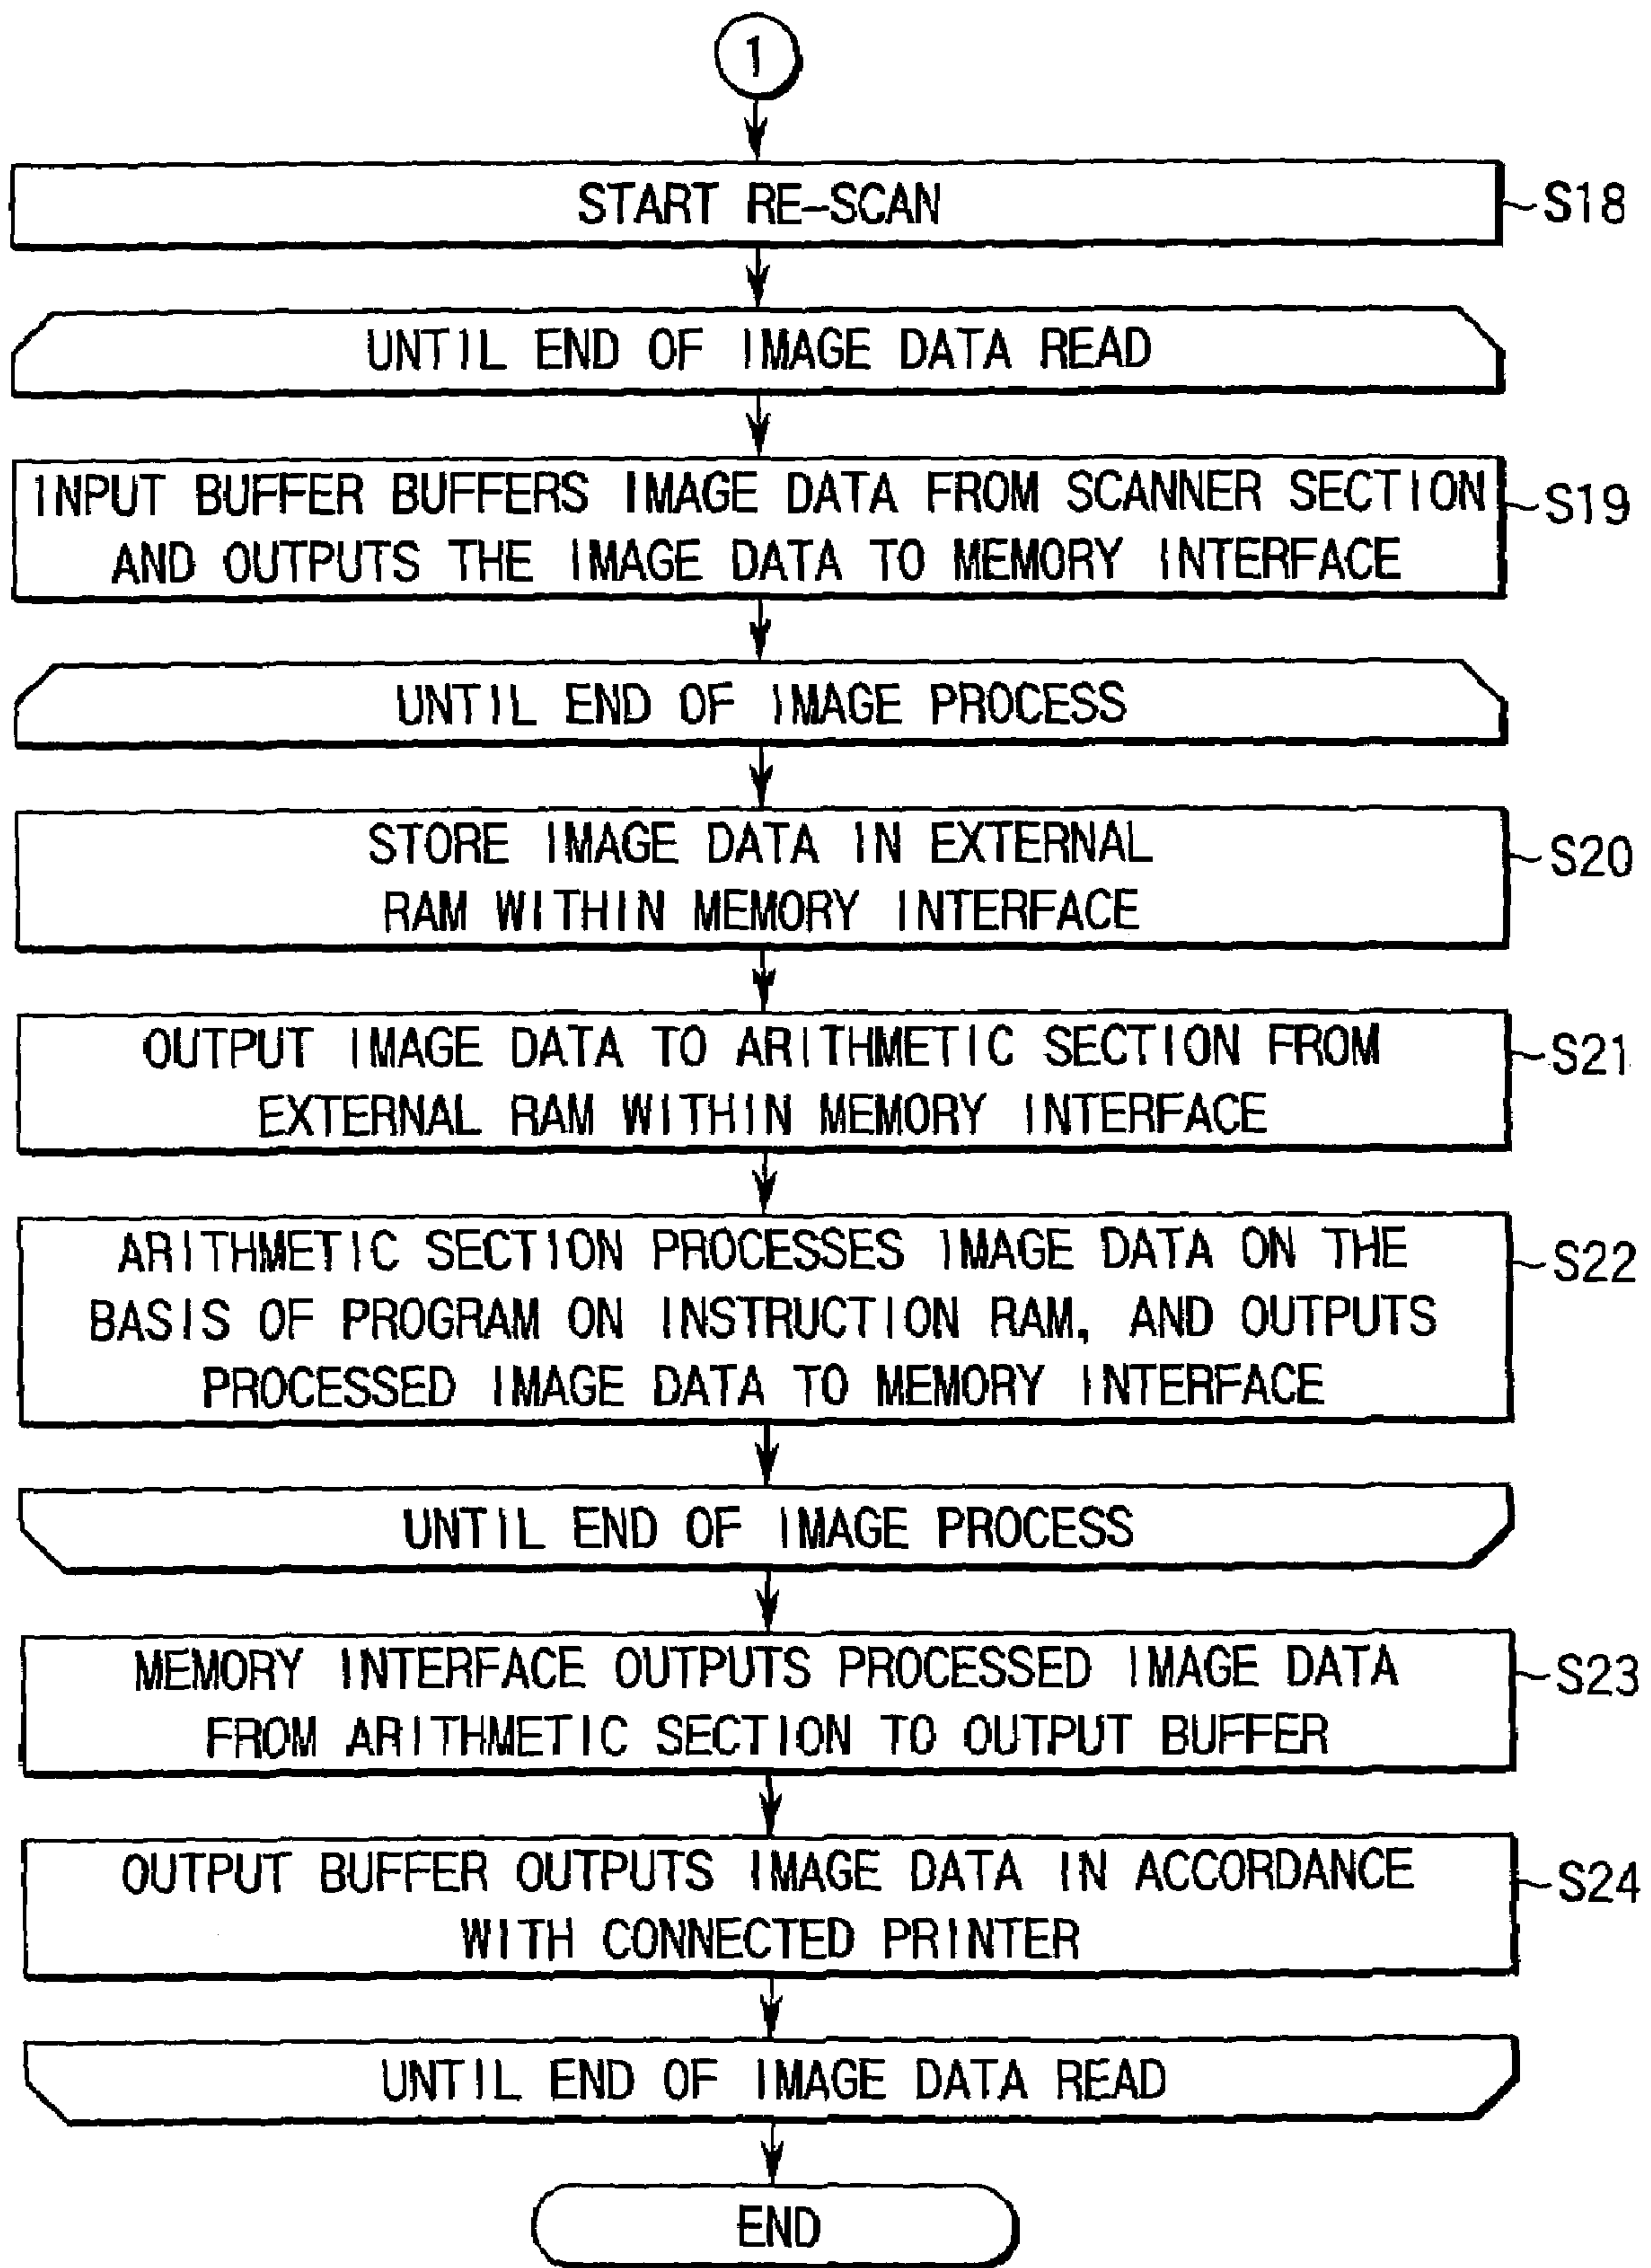 1
START RE-SCAN
S18
UNTIL END OF IMAGE DATA READ
INPUT BUFFER BUFFERS IMAGE DATA FROM SCANNER SECTION
AND OUTPUTS THE IMAGE DATA TO MEMORY INTERFACE
S19
UNTIL END OF IMAGE PROCESS
STORE IMAGE DATA IN EXTERNAL
RAM WITHIN MEMORY INTERFACE
S20
OUTPUT IMAGE DATA TO ARITHMETIC SECTION FROM
EXTERNAL RAM WITHIN MEMORY INTERFACE
S21
ARITHMETIC SECTION PROCESSES IMAGE DATA ON THE
BASIS OF PROGRAM ON INSTRUCTION RAM, AND OUTPUTS
PROCESSED IMAGE DATA TO MEMORY INTERFACE
S22
UNTIL END OF IMAGE PROCESS
MEMORY INTERFACE OUTPUTS PROCESSED IMAGE DATA
FROM ARITHMETIC SECTION TO OUTPUT BUFFER
S23
OUTPUT BUFFER OUTPUTS IMAGE DATA IN ACCORDANCE
WITH CONNECTED PRINTER
S24
UNTIL END OF IMAGE DATA READ
END